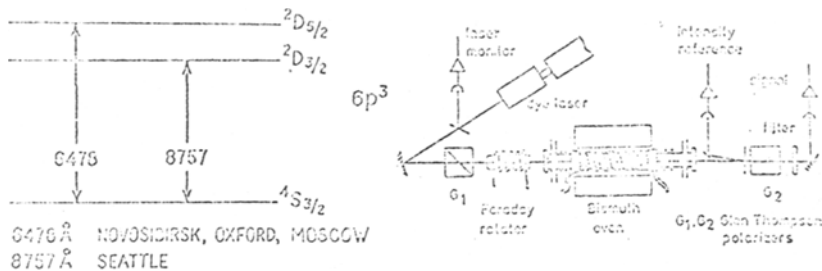 ²D₅/₂
²D₃/₂
6p³
6476
8757
⁴S₃/₂
6476 Å NOVOSIBIRSK, OXFORD, MOSCOW
8757 Å SEATTLE
laser
monitor
dye laser
Intensity
reference
signal
filter
G₁
Faraday
rotator
Bismuth
oven
G₂
G₁,G₂ Glan Thompson
polarizers